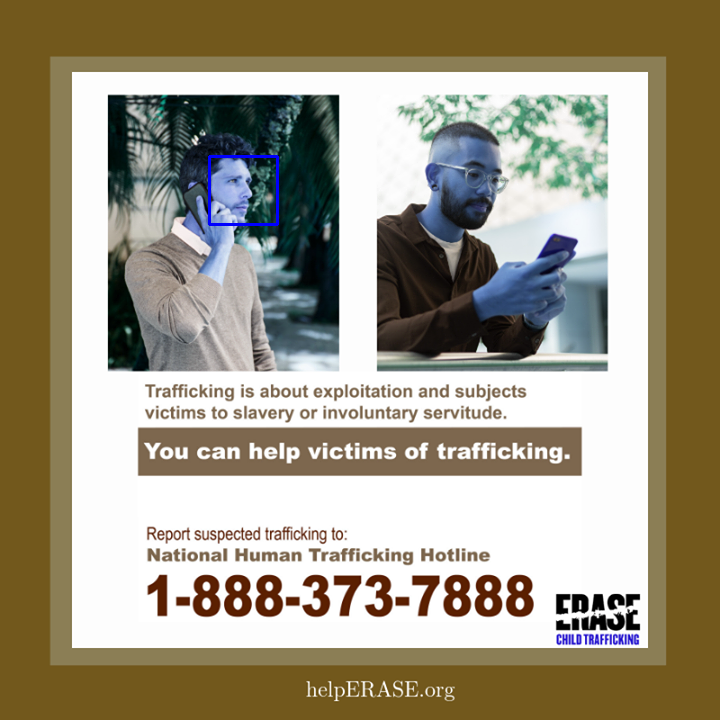 Trafficking is about exploitation and subjects
victims to slavery or involuntary servitude.
You can help victims of trafficking.
Report suspected trafficking to:
National Human Trafficking Hotline
1-888-373-7888
ERASE
CHILD TRAFFICKING
helpERASE.org